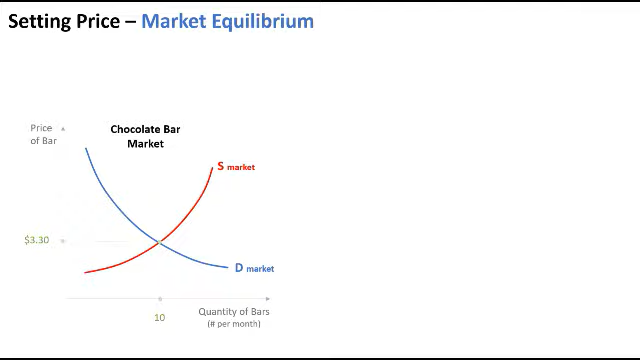 Setting Price – Market Equilibrium
Price
of Bar
Chocolate Bar
Market
S market
$3.30
D market
Quantity of Bars
(# per month)
10